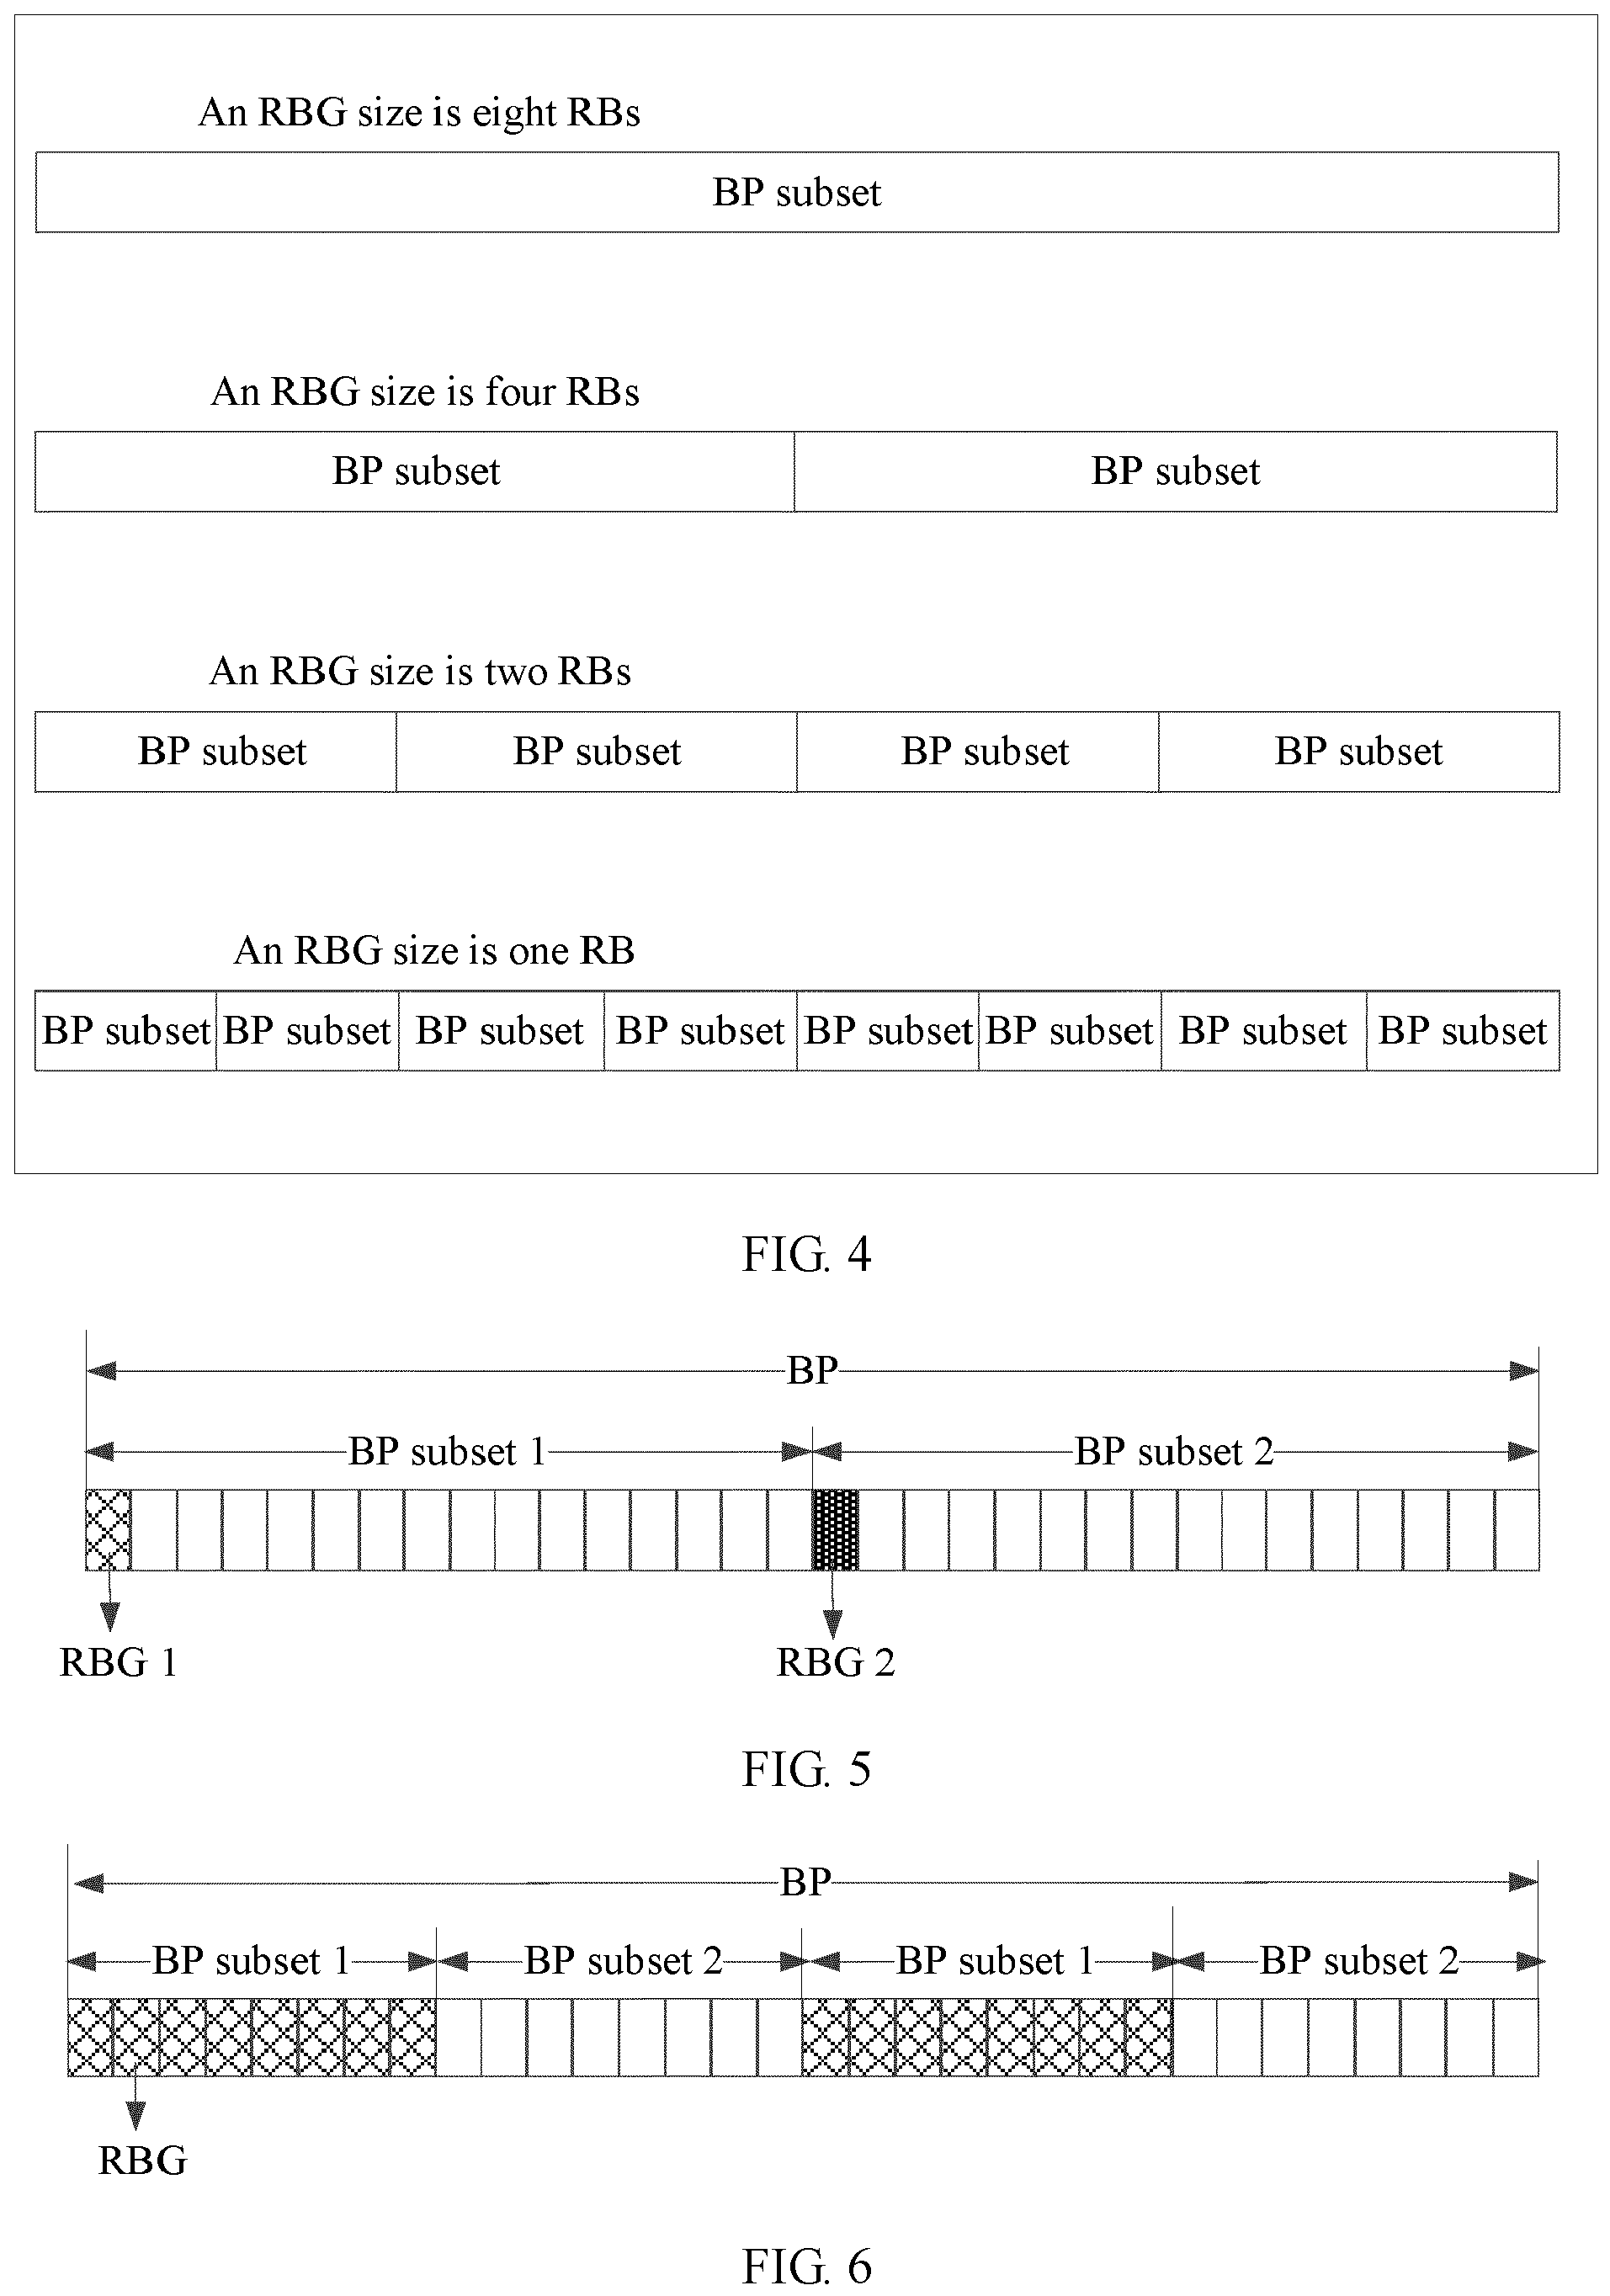 An RBG size is eight RBs
BP subset
An RBG size is four RBs
BP subset BP subset
An RBG size is two RBs
BP subset BP subset BP subset BP subset
An RBG size is one RB
BP subset BP subset BP subset BP subset BP subset BP subset BP subset BP subset
FIG. 4
BP
BP subset 1 BP subset 2
RBG 1 RBG 2
FIG. 5
BP
BP subset 1 BP subset 2 BP subset 1 BP subset 2
RBG
FIG. 6